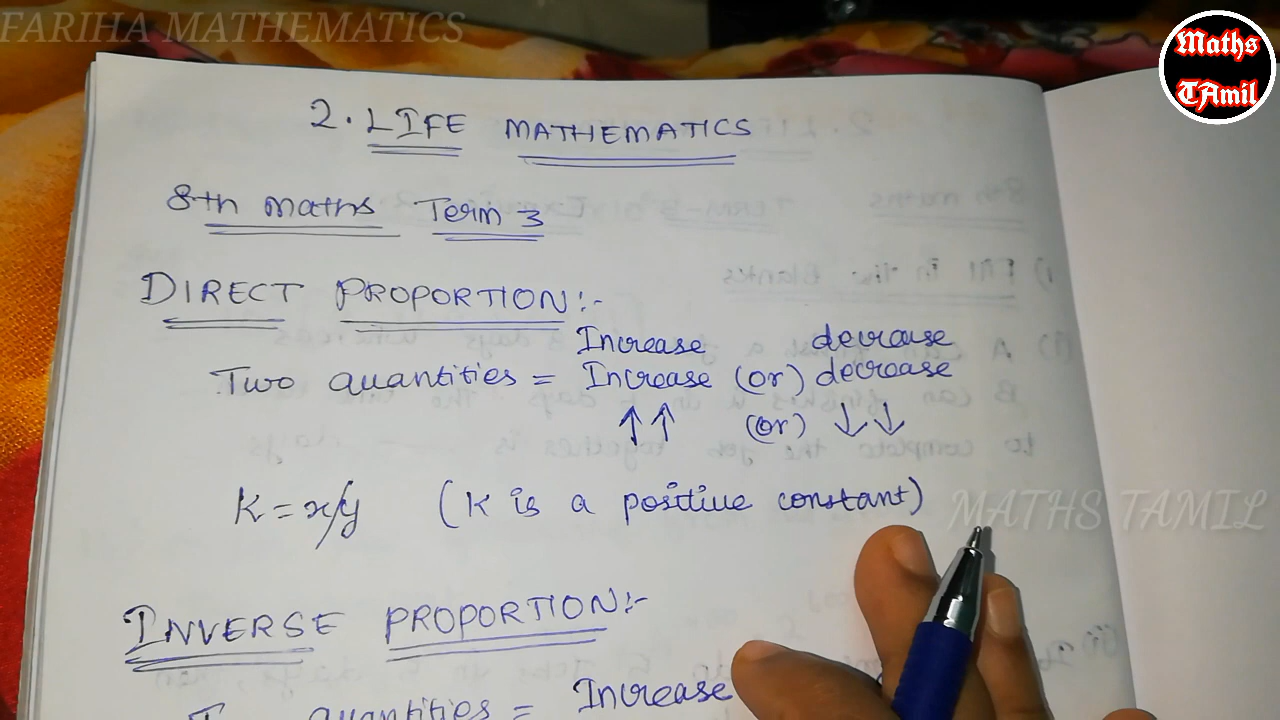 FARIHA MATHEMATICS
Maths
TAmil
2. LIFE MATHEMATICS
8th maths Term 3
DIRECT PROPORTION:-
Increase decrease
Two quantities = Increase (or) decrease
↑↑ (or) ↓↓
K = x/y (K is a positive constant)
MATHS TAMIL
INVERSE PROPORTION:-
Increase
quantities =